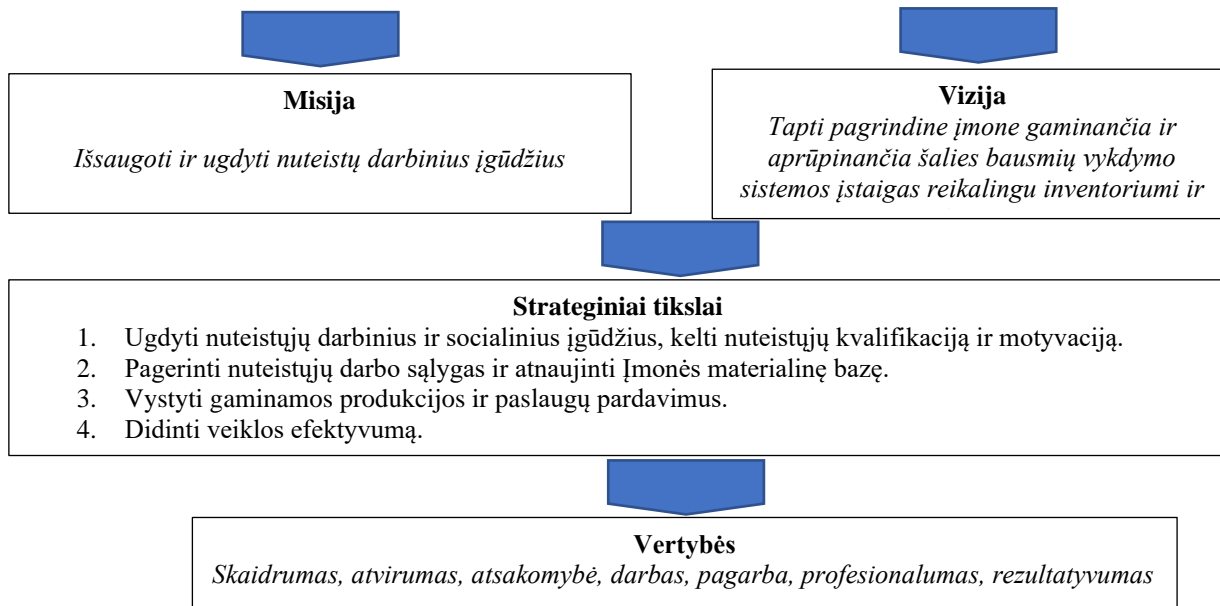 Misija
Išsaugoti ir ugdyti nuteistų darbinius įgūdžius
Vizija
Tapti pagrindine įmone gaminančia ir
aprūpinančia šalies bausmių vykdymo
sistemos įstaigas reikalingu inventoriumi ir
Strateginiai tikslai
1. Ugdyti nuteistųjų darbinius ir socialinius įgūdžius, kelti nuteistųjų kvalifikaciją ir motyvaciją.
2. Pagerinti nuteistųjų darbo sąlygas ir atnaujinti Įmonės materialinę bazę.
3. Vystyti gaminamos produkcijos ir paslaugų pardavimus.
4. Didinti veiklos efektyvumą.
Vertybės
Skaidrumas, atvirumas, atsakomybė, darbas, pagarba, profesionalumas, rezultatyvumas